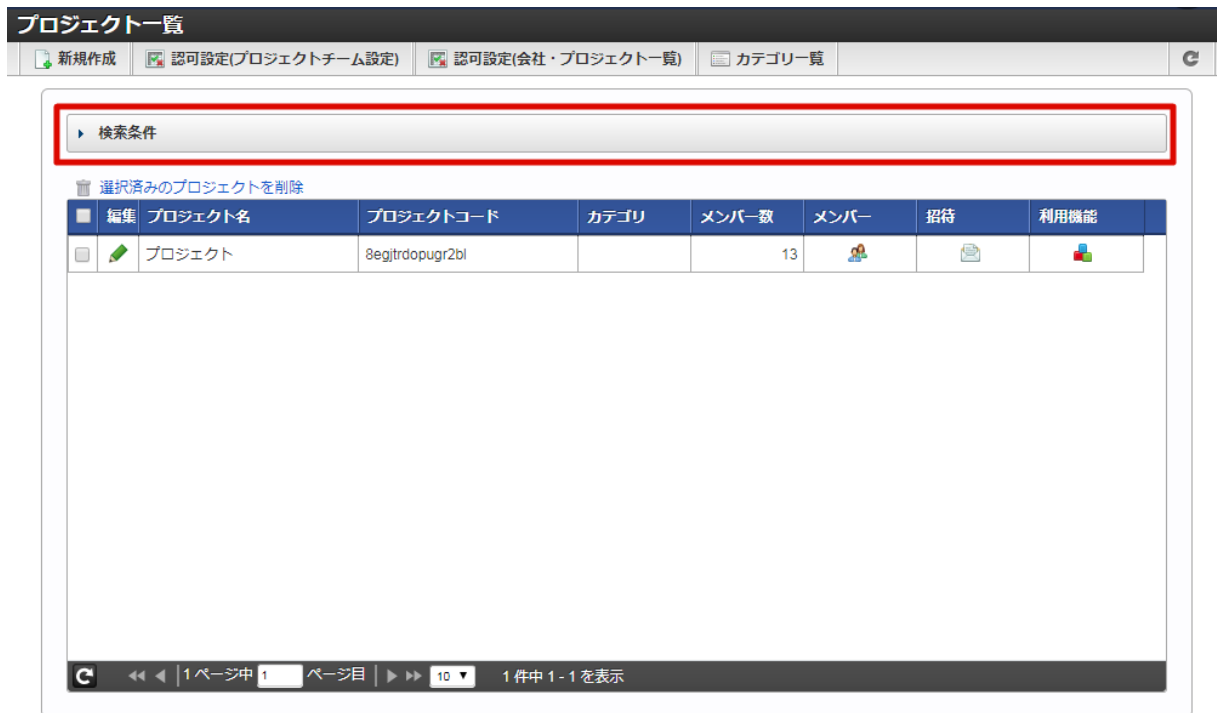 プロジェクト一覧
新規作成 認可設定(プロジェクトチーム設定) 認可設定(会社・プロジェクト一覧) カテゴリ一覧
検索条件
選択済みのプロジェクトを削除
編集 プロジェクト名 プロジェクトコード カテゴリ メンバー数 メンバー 招待 利用機能
プロジェクト 8egjtrdopugr2bl 13
1 ページ中 1 ページ目 10 1 件中 1 - 1 を表示